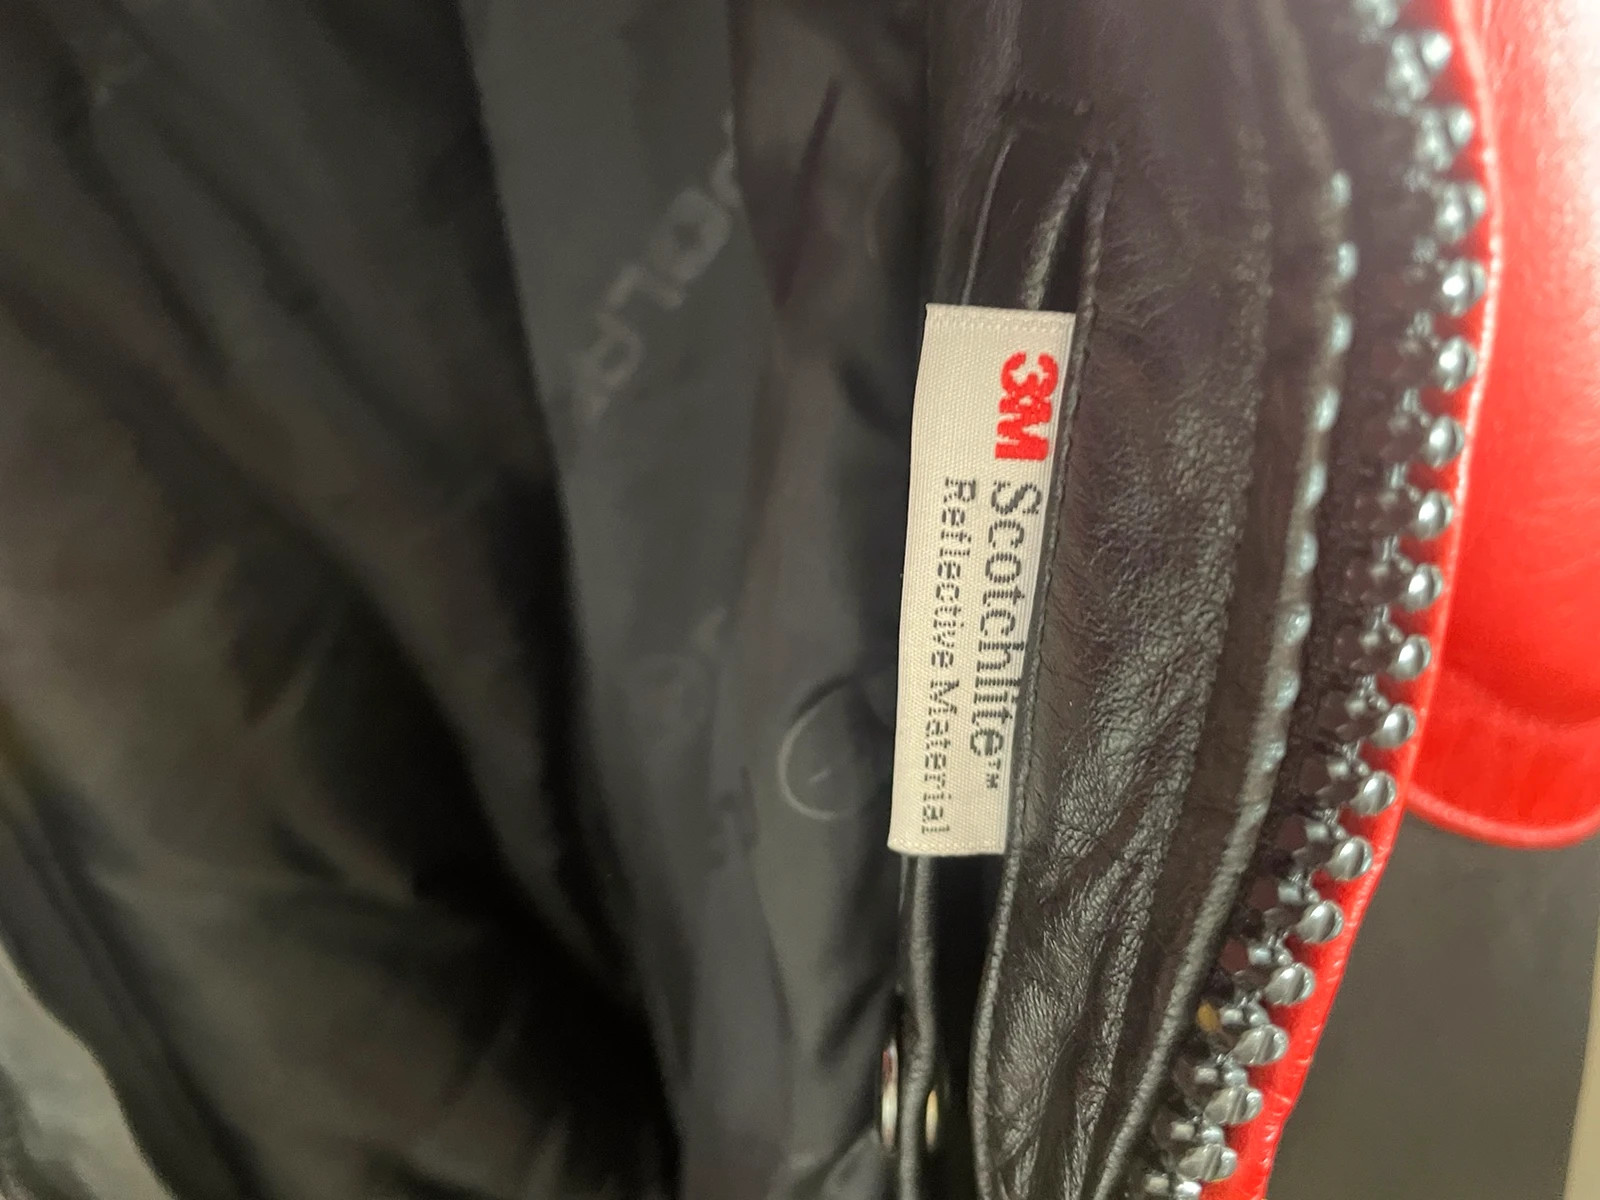 3M Scotchlite™
Reflective Material